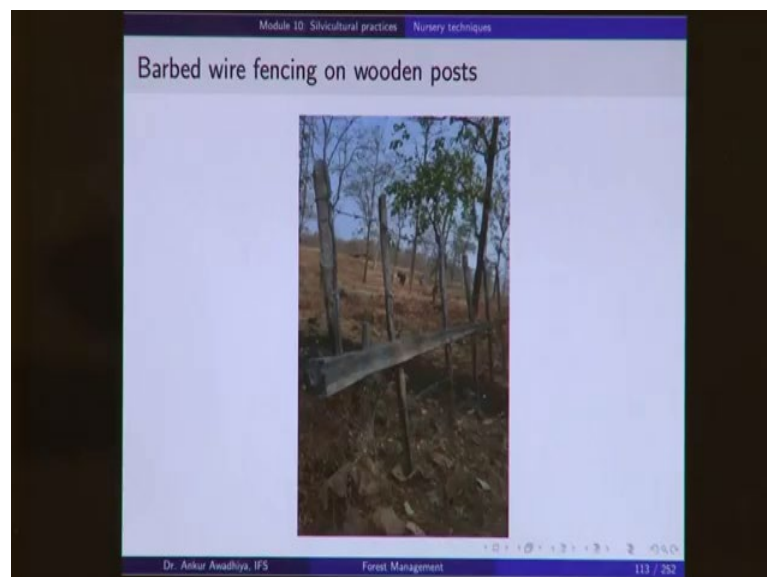 Module 10: Silvicultural practices Nursery techniques
Barbed wire fencing on wooden posts
Dr. Ankur Awadhiya, IFS Forest Management 113 / 252